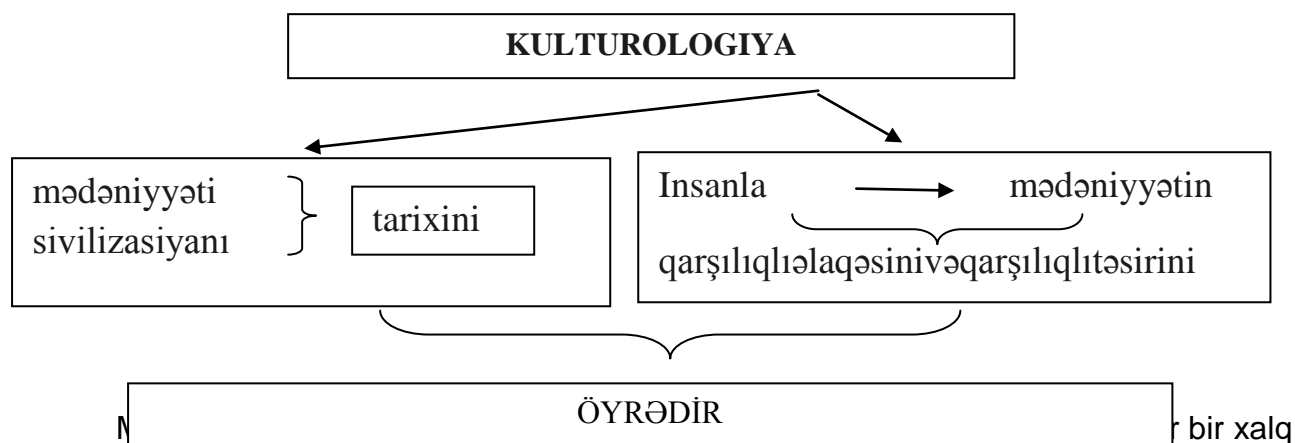 KULTUROLOGIYA
mədəniyyəti
sivilizasiyanı
tarixini
Insanla mədəniyyətin
qarşılıqlıəlaqəsinivəqarşılıqlıtəsirini
ÖYRƏDİR
bir xalq